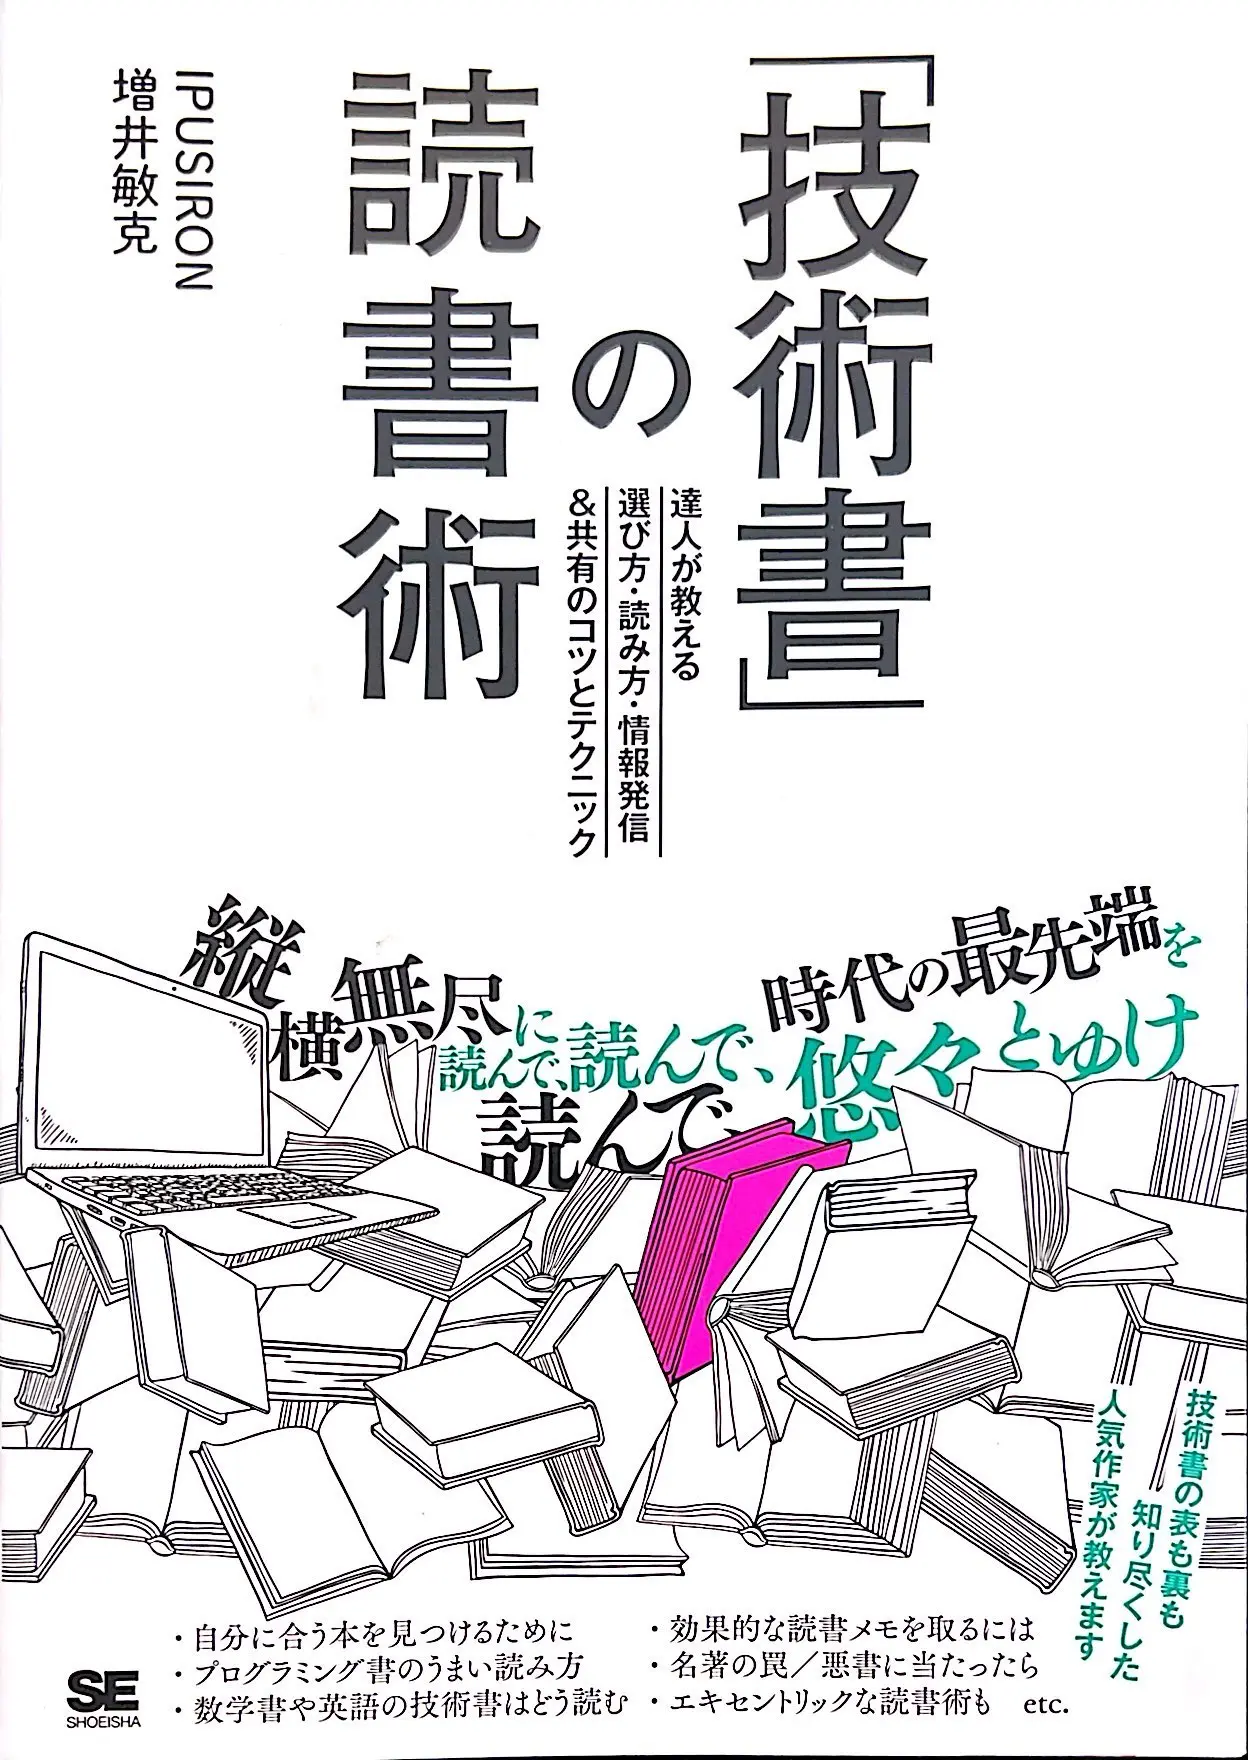 「技術書」
の
読書術
達人が教える
選び方・読み方・情報発信
&共有のコツとテクニック
IPUSIRON
増井敏克
縦横無尽に
読んで、読んで、
読んで、
時代の最先端を
悠々とゆけ
技術書の表も裏も
知り尽くした
人気作家が教えます
・自分に合う本を見つけるために
・プログラミング書のうまい読み方
・数学書や英語の技術書はどう読む
・効果的な読書メモを取るには
・名著の罠／悪書に当たったら
・エキセントリックな読書術も etc.
SE
SHOEISHA